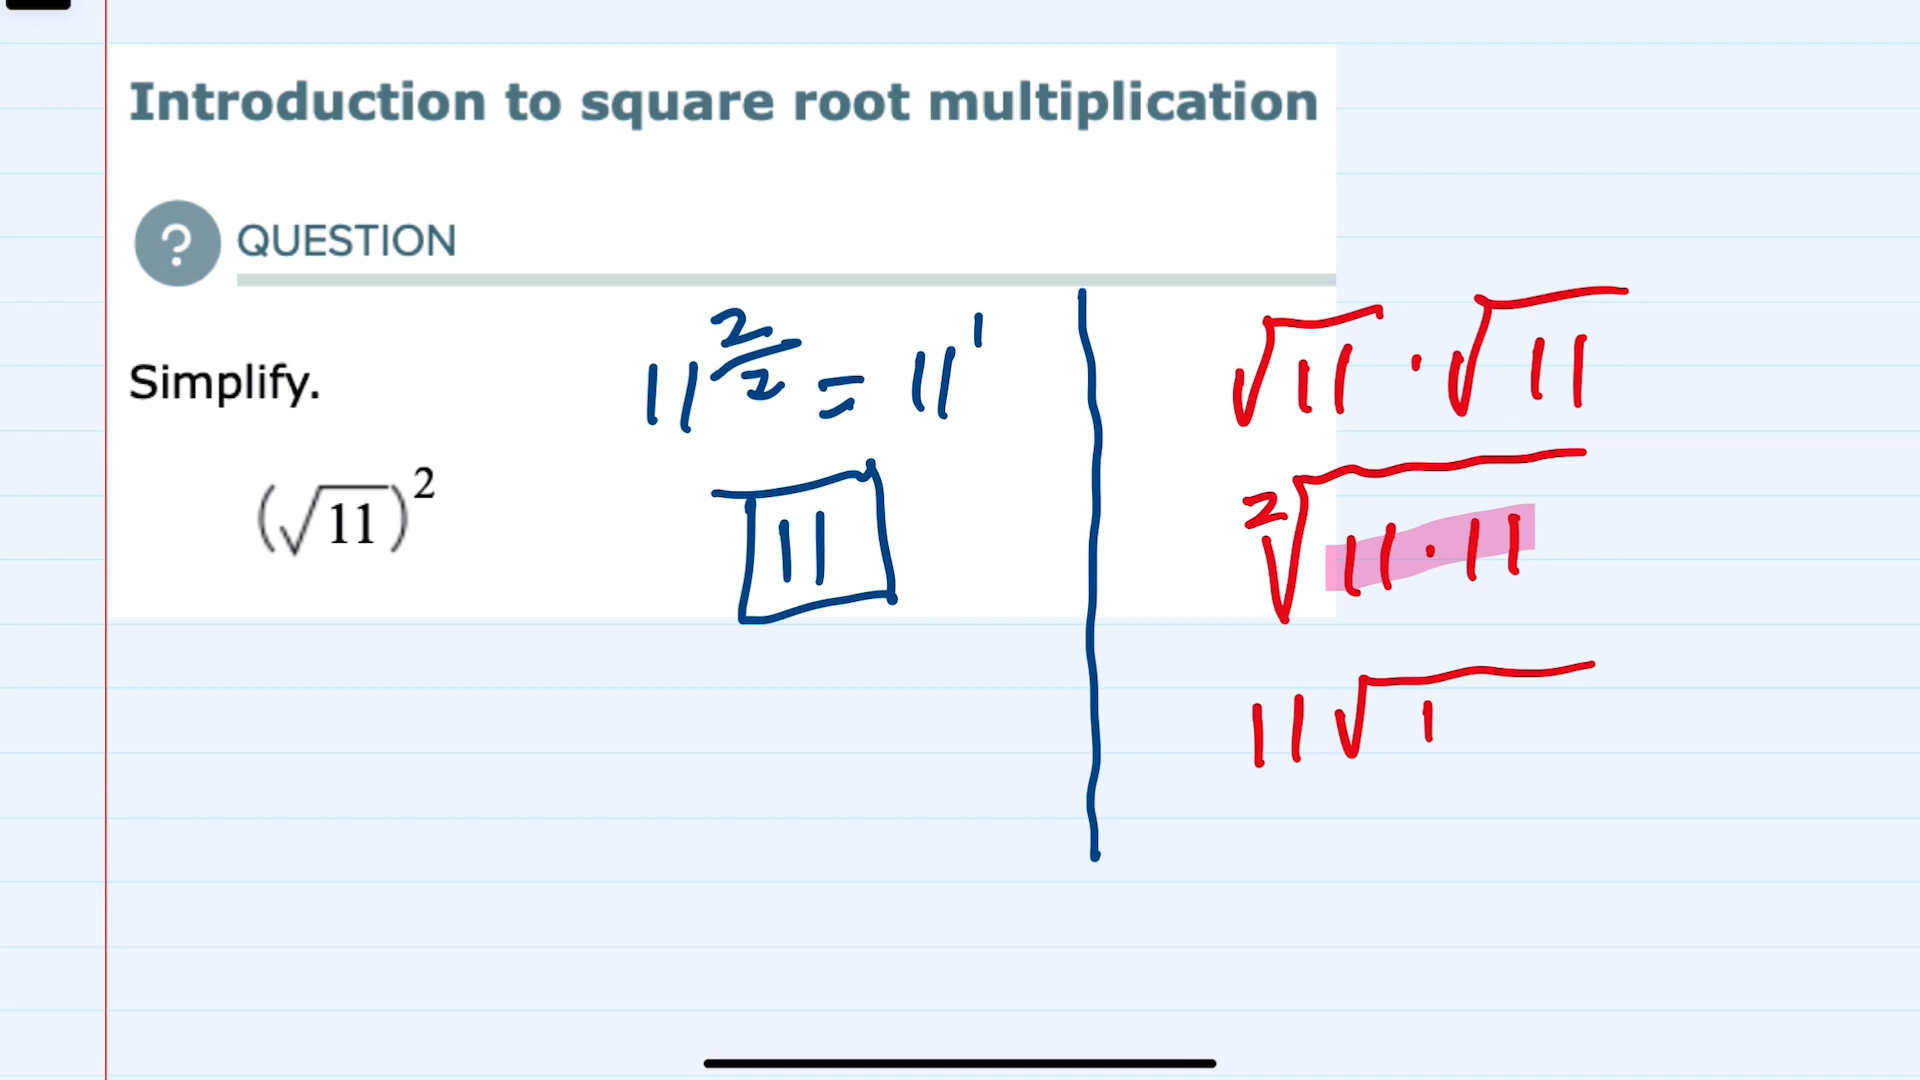 Introduction to square root multiplication
? QUESTION
Simplify.
(√11)²
11^(2/2) = 11¹
11
√11 · √11
²√11·11
11√1